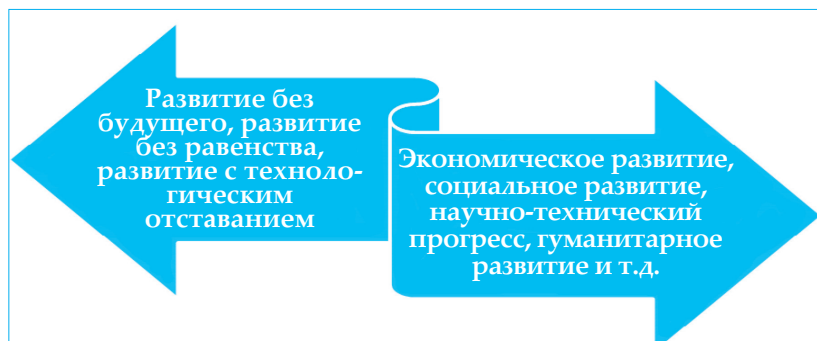 Развитие без
будущего, развитие
без равенства,
развитие с техноло-
гическим
отставанием
Экономическое развитие,
социальное развитие,
научно-технический
прогресс, гуманитарное
развитие и т.д.